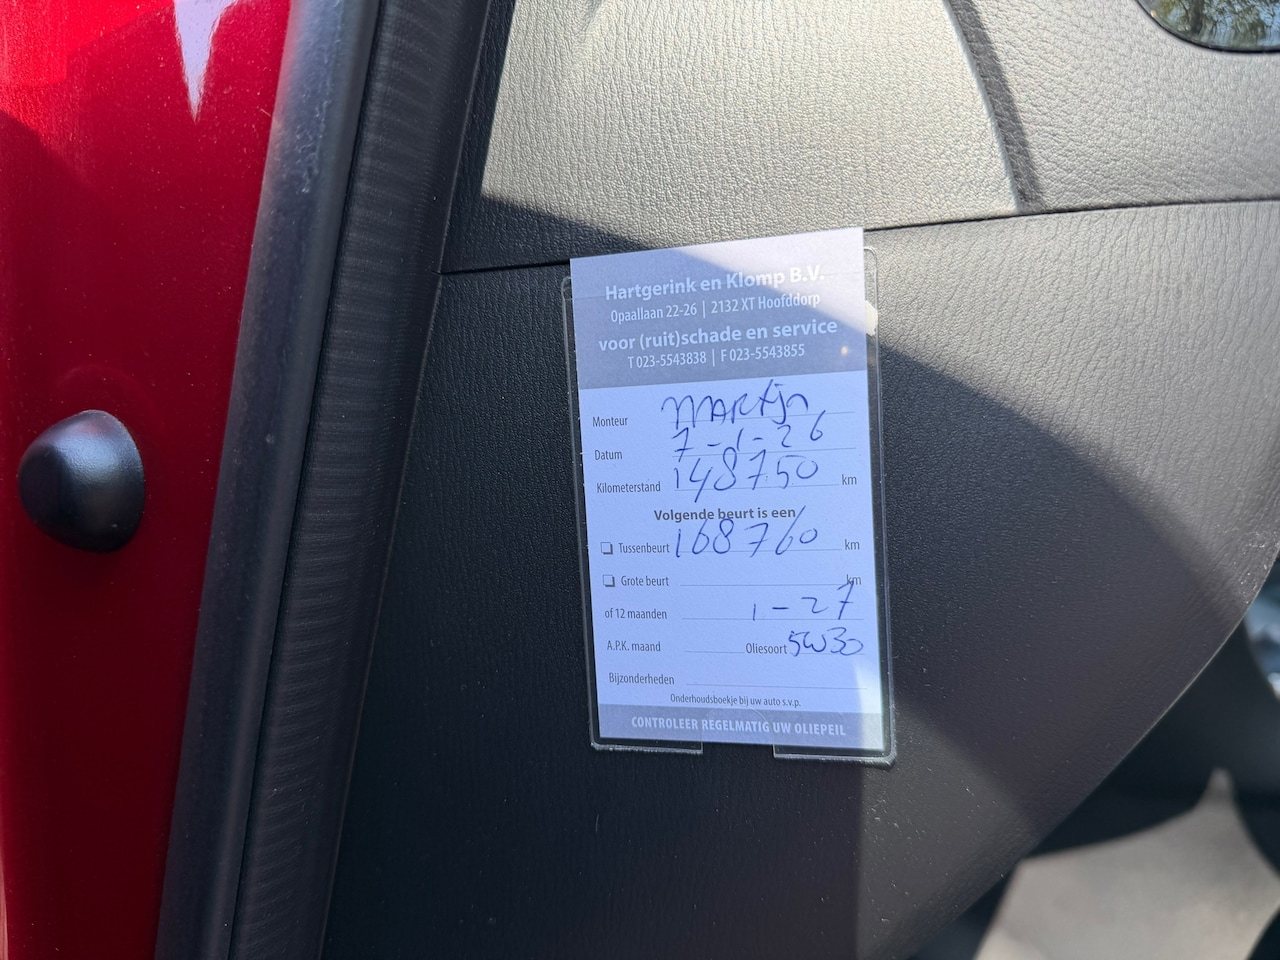 Hartgerink en Klomp B.V.
Opaallaan 22-26 | 2132 XT Hoofddorp
voor (ruit)schade en service
T 023-5543838 | F 023-5543855
Monteur MARtijn
Datum 7-1-26
Kilometerstand 148750 km
Volgende beurt is een
Tussenbeurt 168760 km
Grote beurt km
of 12 maanden 1-27
A.P.K. maand Oliesoort 5W30
Bijzonderheden
Onderhoudsboekje bij uw auto s.v.p.
CONTROLEER REGELMATIG UW OLIEPEIL